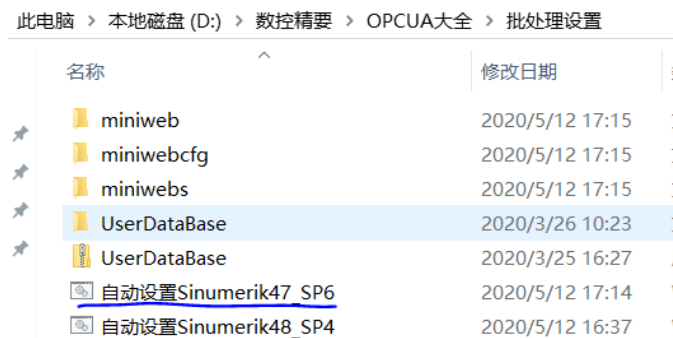 此电脑 > 本地磁盘 (D:) > 数控精要 > OPCUA大全 > 批处理设置
名称 修改日期
miniweb 2020/5/12 17:15
miniwebcfg 2020/5/12 17:15
miniwebs 2020/5/12 17:15
UserDataBase 2020/3/26 10:23
UserDataBase 2020/3/25 16:27
自动设置Sinumerik47_SP6 2020/5/12 17:14
自动设置Sinumerik48_SP4 2020/5/12 16:37